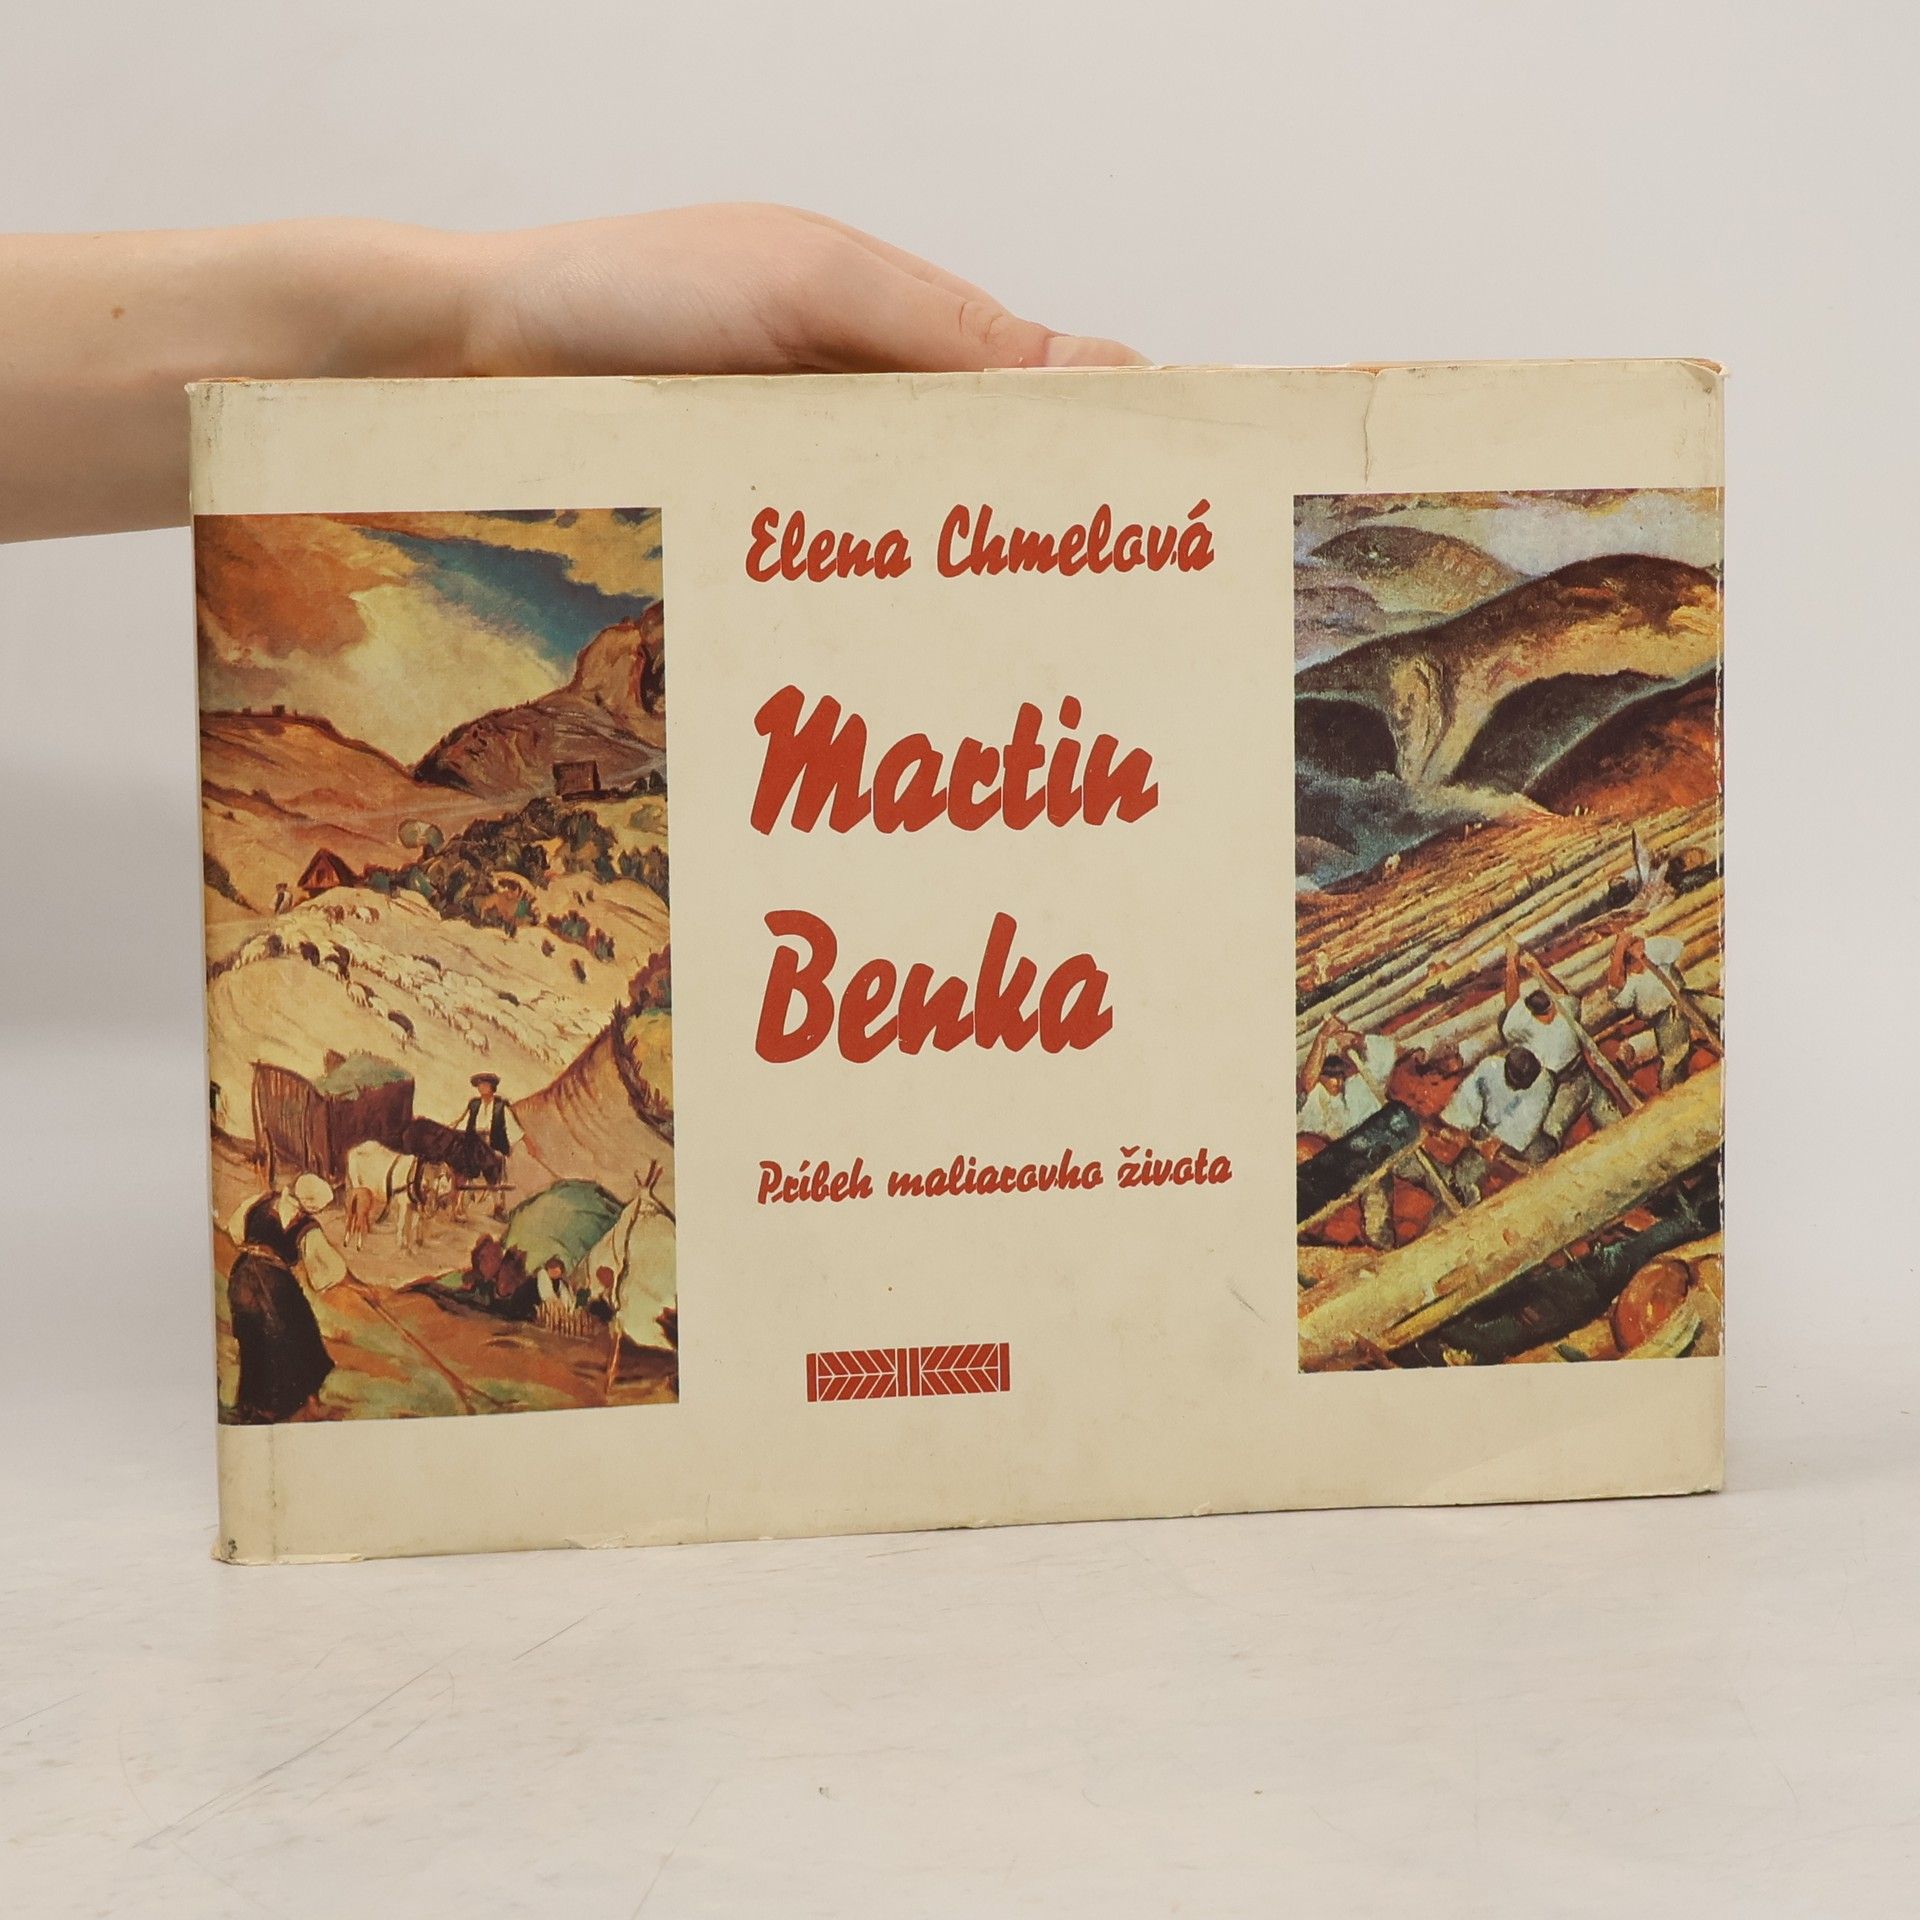 Elena Chmelová
Martin
Benka
Príbeh maliarovho života